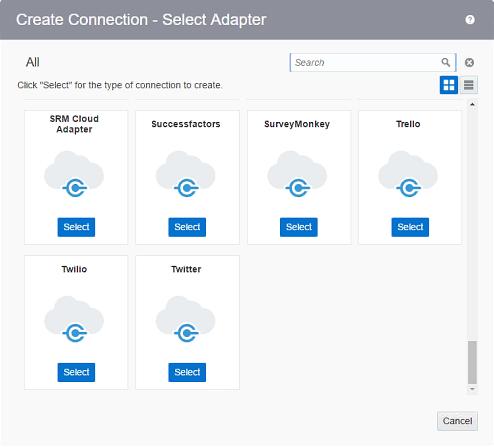 Create Connection - Select Adapter
?
All
Search
Click "Select" for the type of connection to create.
SRM Cloud
Adapter
Successfactors
SurveyMonkey
Trello
Select
Select
Select
Select
Twilio
Twitter
Select
Select
Cancel